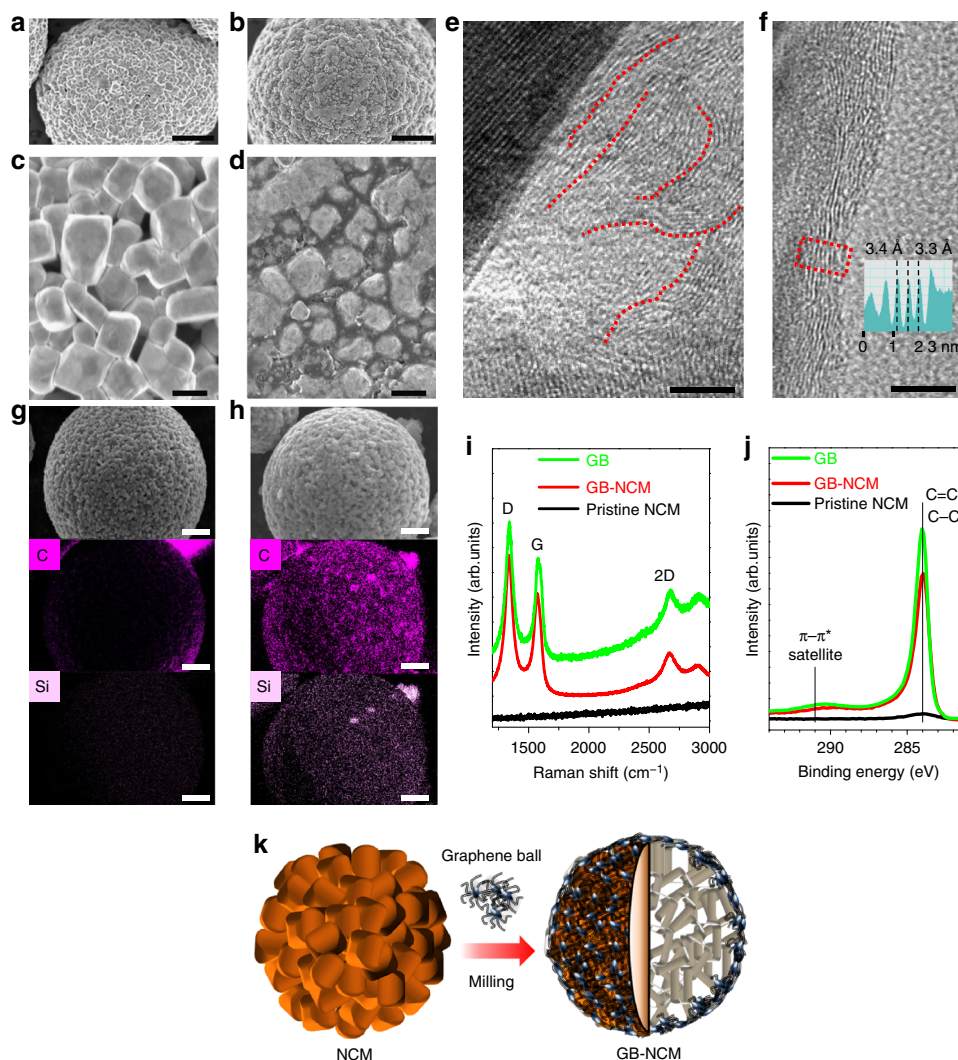 a
b
c
d
e
f
3.4 Å 3.3 Å
0 1 2 3 nm
g
C
Si
h
C
Si
i
GB
GB-NCM
Pristine NCM
D
G
2D
Intensity (arb.units)
1500 2000 2500 3000
Raman shift (cm⁻¹)
j
GB
GB-NCM
Pristine NCM
C=C
C–C
π–π*
satellite
Intensity (arb.units)
290 284
Binding energy (eV)
k
Graphene ball
Milling
NCM
GB-NCM